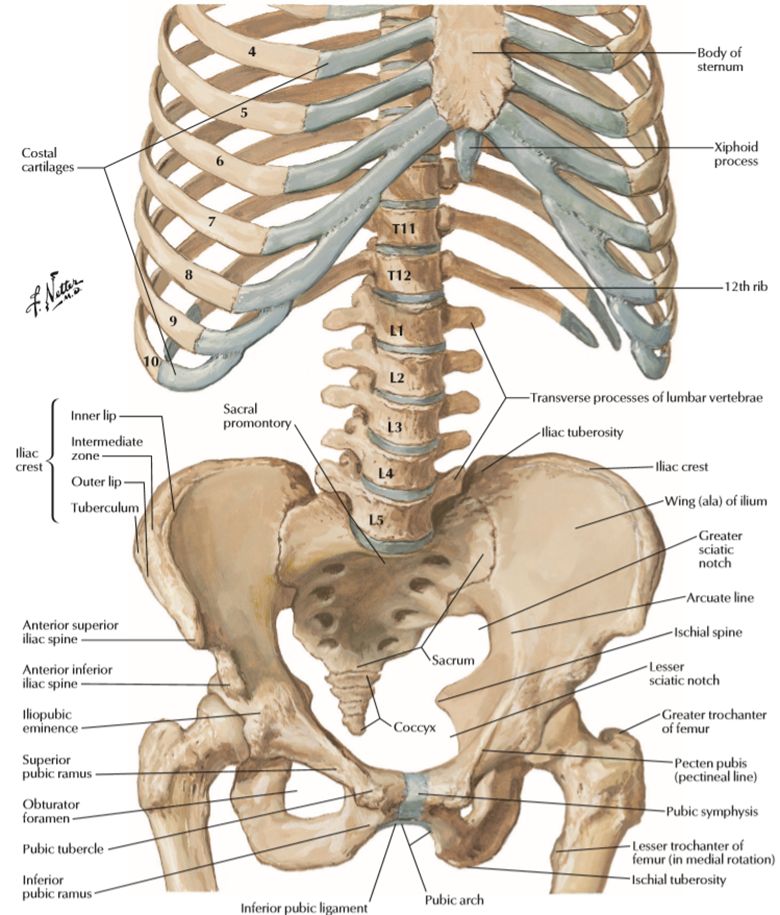 4
5
6
7
8
9
10
Body of
sternum
Costal
cartilages
Xiphoid
process
T11
T12
12th rib
F. Netter
M.D.
L1
L2
L3
L4
L5
Transverse processes of lumbar vertebrae
Sacral
promontory
Iliac tuberosity
Iliac
crest
Inner lip
Intermediate
zone
Outer lip
Tuberculum
Iliac crest
Wing (ala) of ilium
Greater
sciatic
notch
Arcuate line
Ischial spine
Lesser
sciatic notch
Greater trochanter
of femur
Pecten pubis
(pectineal line)
Pubic symphysis
Lesser trochanter of
femur (in medial rotation)
Ischial tuberosity
Anterior superior
iliac spine
Anterior inferior
iliac spine
Iliopubic
eminence
Superior
pubic ramus
Obturator
foramen
Pubic tubercle
Inferior
pubic ramus
Sacrum
Coccyx
Inferior pubic ligament
Pubic arch